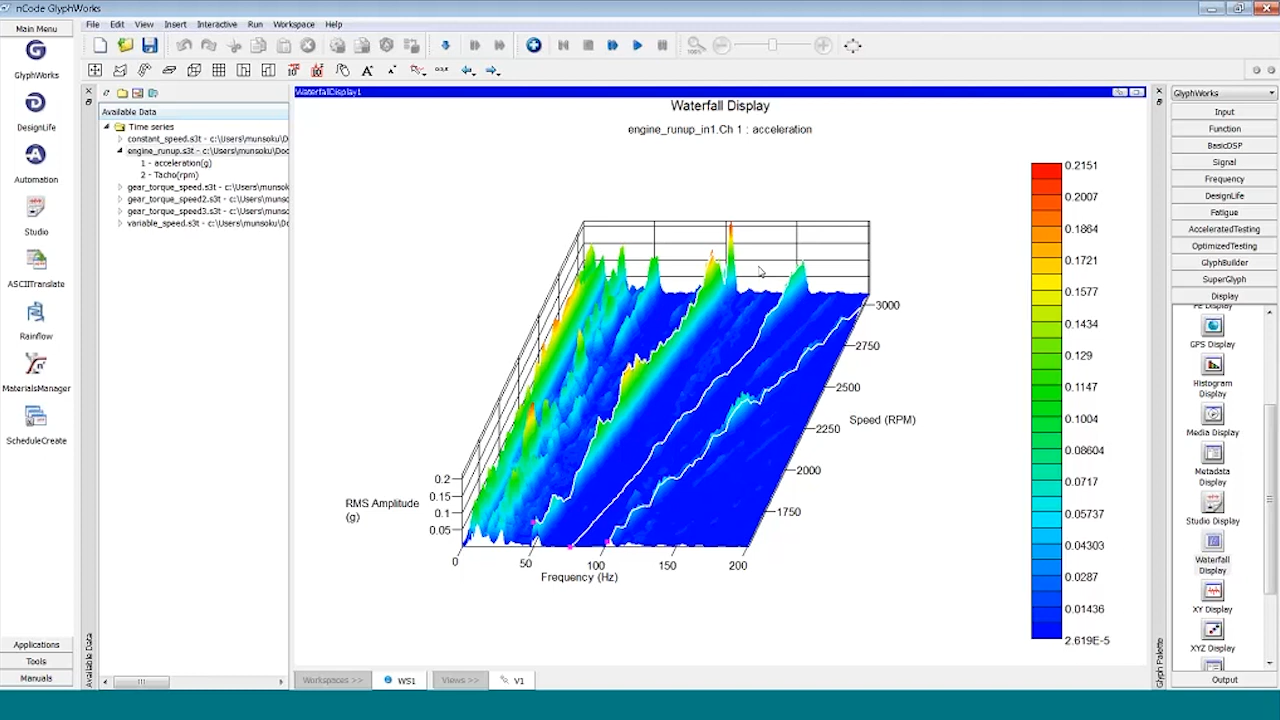 nCode GlyphWorks
File Edit View Insert Interactive Run Workspace Help
Main Menu
GlyphWorks
DesignLife
Automation
Studio
ASCIITranslate
Rainflow
MaterialsManager
ScheduleCreate
Applications
Tools
Manuals
Available Data
Available Data
Time series
constant_speed.s3t - c:\Users\munsoku\Do
engine_runup.s3t - c:\Users\munsoku\Doc
1 - acceleration(g)
2 - Tacho(rpm)
gear_torque_speed.s3t - c:\Users\munsok
gear_torque_speed2.s3t - c:\Users\munso
gear_torque_speed3.s3t - c:\Users\munso
variable_speed.s3t - c:\Users\munsoku\Do
WaterfallDisplay1
Waterfall Display
engine_runup_in1.Ch 1 : acceleration
0.2151
0.2007
0.1864
0.1721
0.1577
0.1434
0.129
0.1147
0.1004
0.08604
0.0717
0.05737
0.04303
0.0287
0.01436
2.619E-5
3000
2750
2500
2250
2000
1750
Speed (RPM)
RMS Amplitude
(g)
0.2
0.15
0.1
0.05
0 50 100 150 200
Frequency (Hz)
Workspaces >> WS1 Views >> V1
Glyph Palette
GlyphWorks
Input
Function
BasicDSP
Signal
Frequency
DesignLife
Fatigue
AcceleratedTesting
OptimizedTesting
GlyphBuilder
SuperGlyph
Display
FE Display
GPS Display
Histogram
Display
Media Display
Metadata
Display
Studio Display
Waterfall
Display
XY Display
XYZ Display
Output